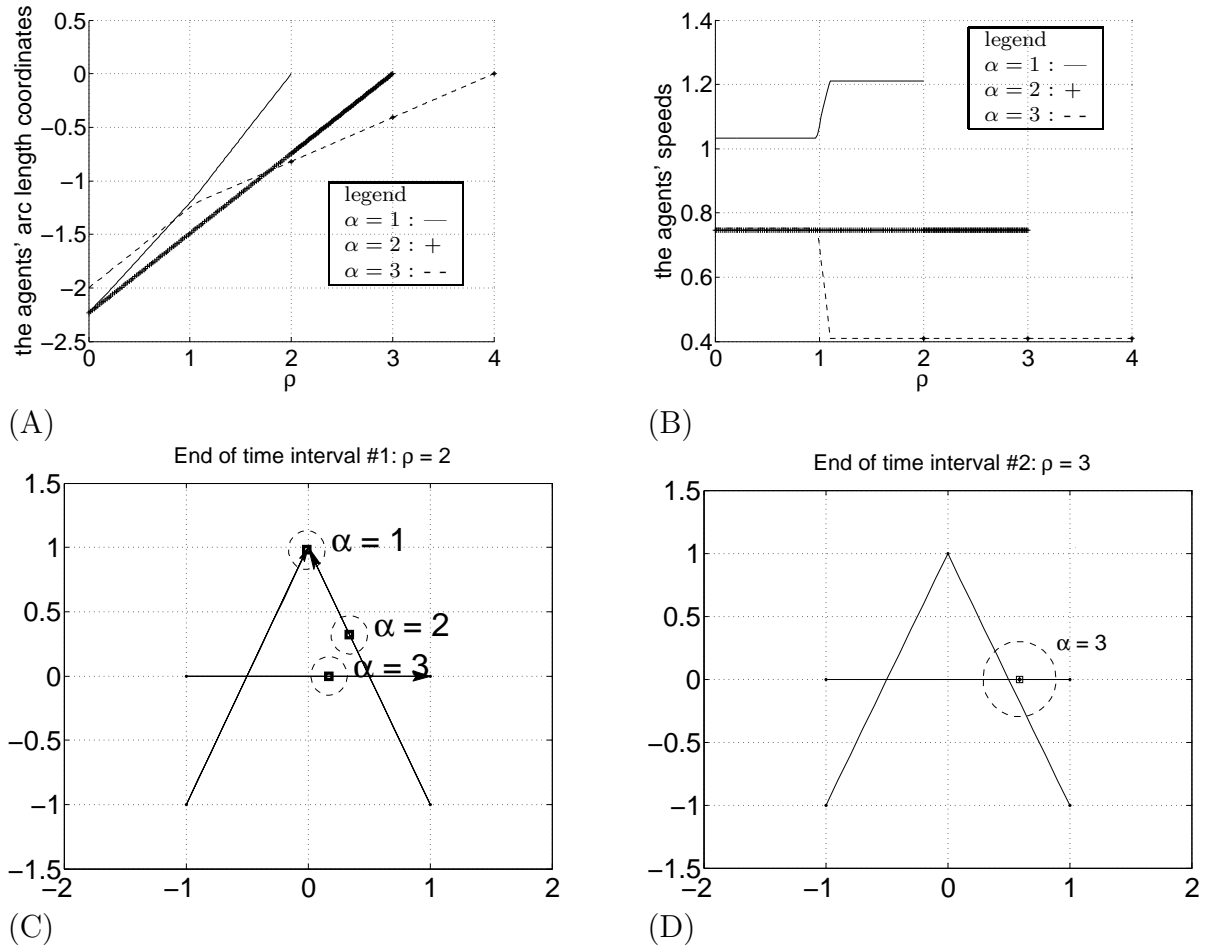 the agents' arc length coordinates
0.5
0
−0.5
−1
−1.5
−2
−2.5
0 1 2 3 4
ρ
legend
α = 1 : —
α = 2 : +
α = 3 : - -
(A)
the agents' speeds
1.4
1.2
1
0.8
0.6
0.4
0 1 2 3 4
ρ
legend
α = 1 : —
α = 2 : +
α = 3 : - -
(B)
End of time interval #1: ρ = 2
1.5
1
0.5
0
−0.5
−1
−1.5
−2 −1 0 1 2
α = 1
α = 2
α = 3
(C)
End of time interval #2: ρ = 3
1.5
1
0.5
0
−0.5
−1
−1.5
−2 −1 0 1 2
α = 3
(D)